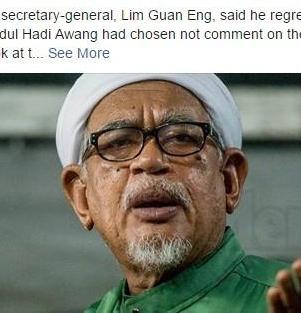 secretary-general, Lim Guan Eng, said he regre
dul Hadi Awang had chosen not comment on the
k at t... See More